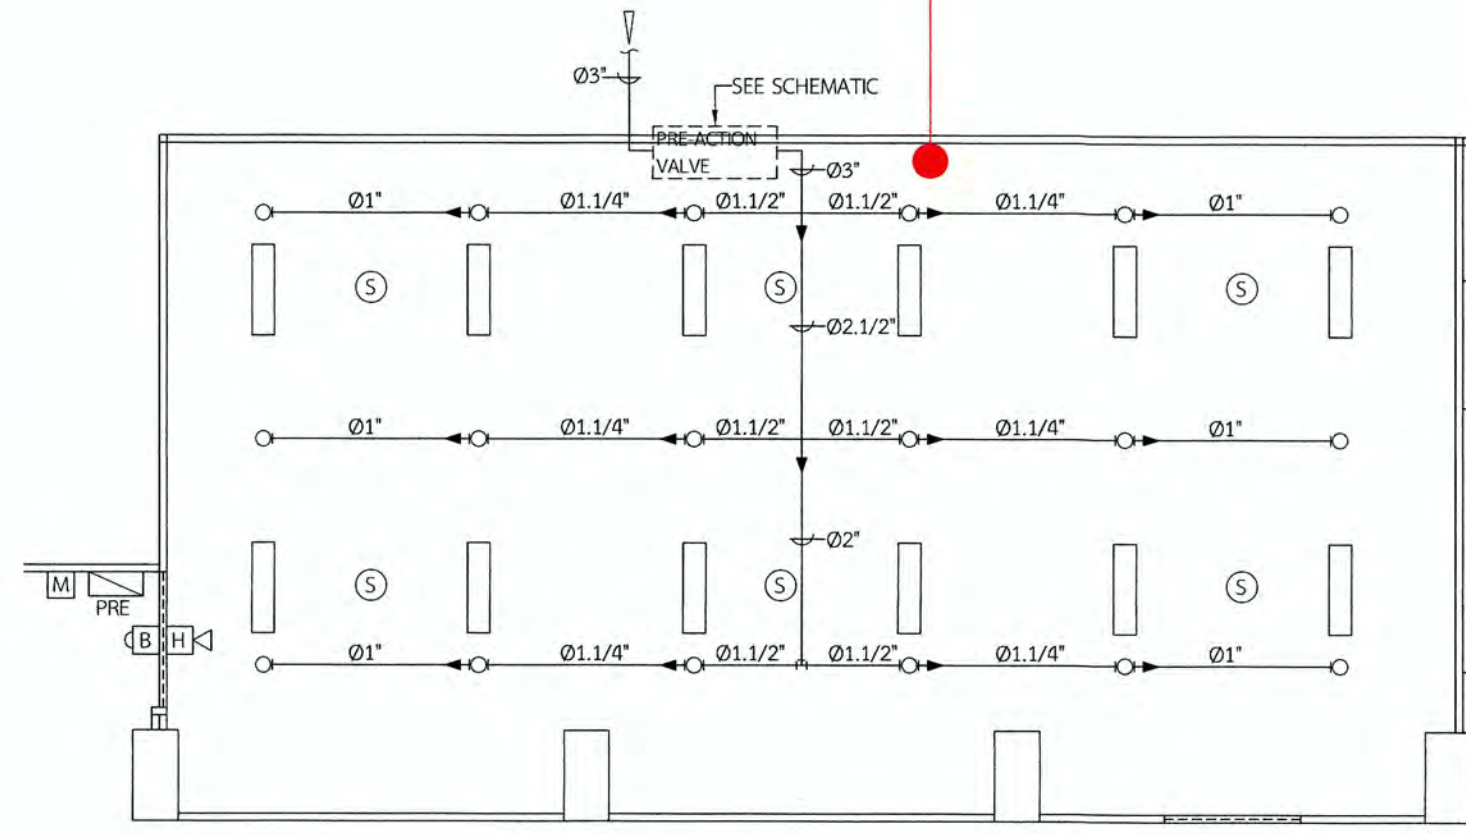 Ø3"
SEE SCHEMATIC
PRE-ACTION
VALVE
Ø3"
Ø1" Ø1.1/4" Ø1.1/2" Ø1.1/2" Ø1.1/4" Ø1"
S S S
Ø2.1/2"
Ø1" Ø1.1/4" Ø1.1/2" Ø1.1/2" Ø1.1/4" Ø1"
Ø2"
M S S S
PRE
B H
Ø1" Ø1.1/4" Ø1.1/2" Ø1.1/2" Ø1.1/4" Ø1"